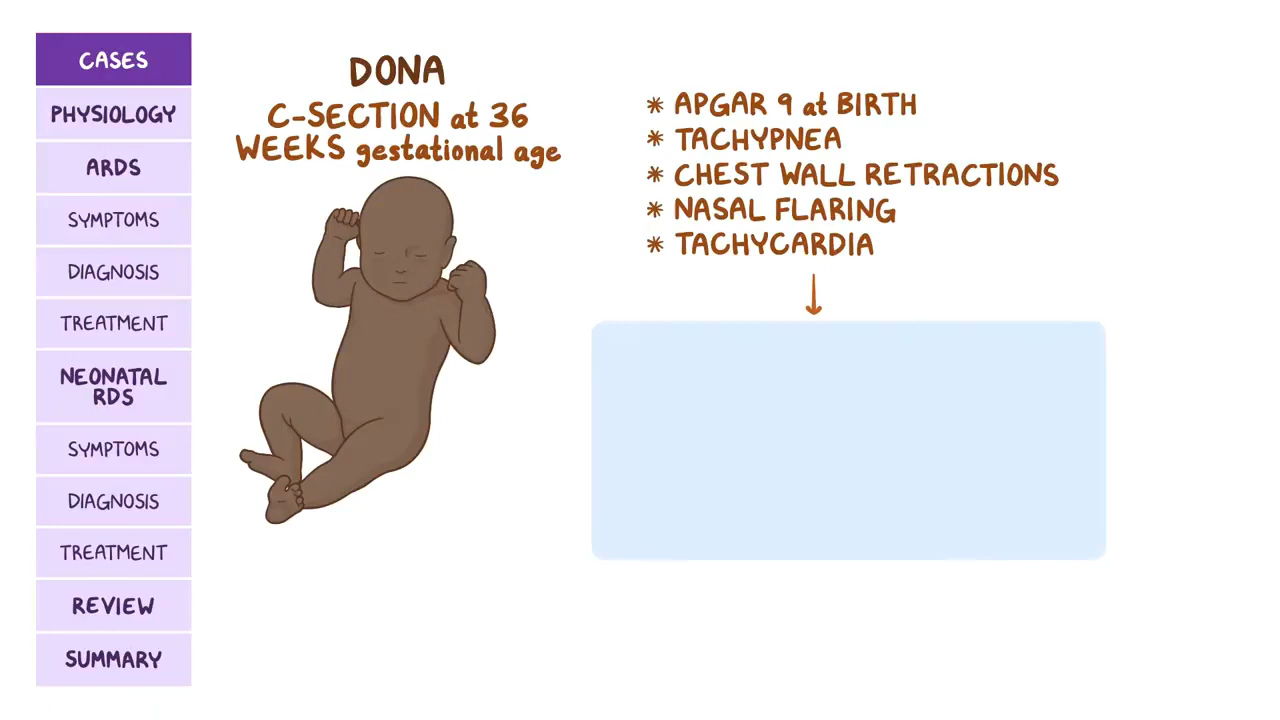 CASES
PHYSIOLOGY
ARDS
SYMPTOMS
DIAGNOSIS
TREATMENT
NEONATAL
RDS
SYMPTOMS
DIAGNOSIS
TREATMENT
REVIEW
SUMMARY
DONA
C-SECTION at 36
WEEKS gestational age
* APGAR 9 at BIRTH
* TACHYPNEA
* CHEST WALL RETRACTIONS
* NASAL FLARING
* TACHYCARDIA